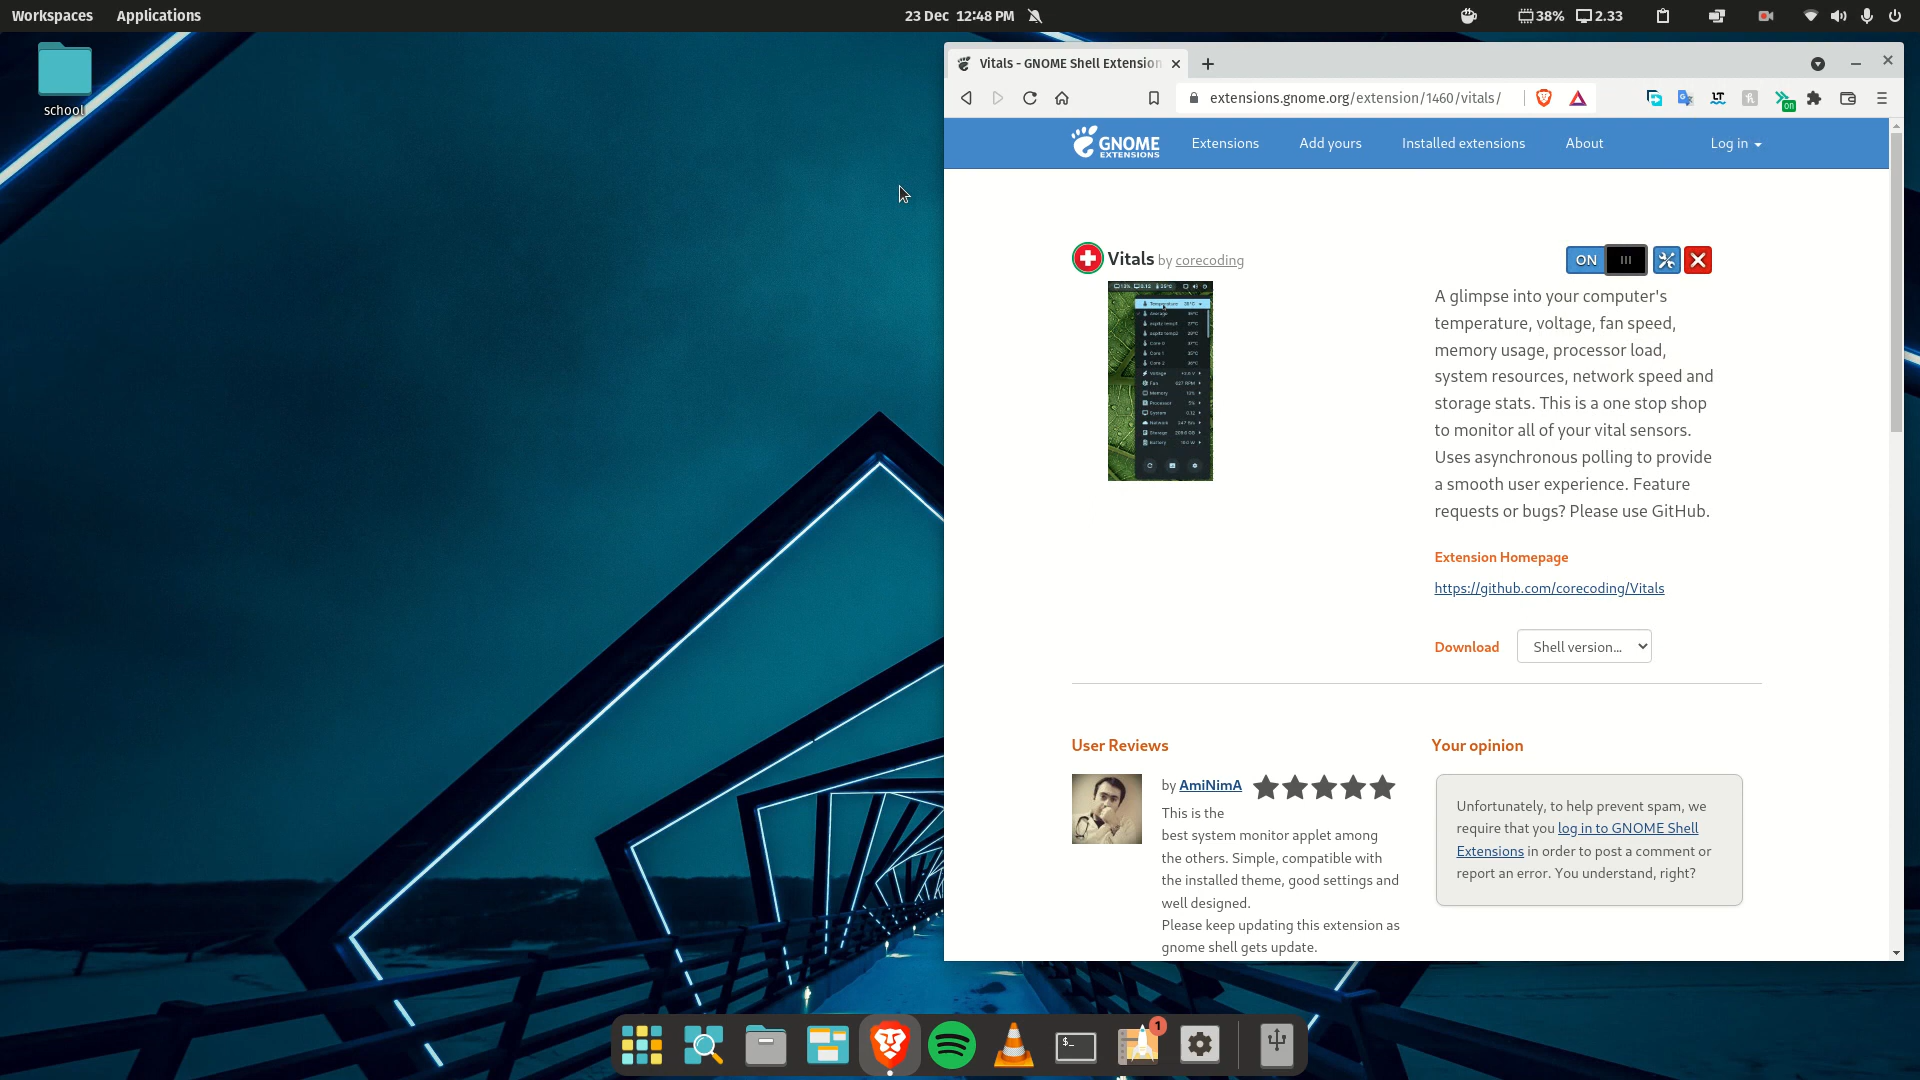 Workspaces Applications 23 Dec 12:48 PM 38% 2.33
school
Vitals - GNOME Shell Extension
extensions.gnome.org/extension/1460/vitals/
on
GNOME EXTENSIONS Extensions Add yours Installed extensions About Log in
Vitals by corecoding
ON
A glimpse into your computer's
temperature, voltage, fan speed,
memory usage, processor load,
system resources, network speed and
storage stats. This is a one stop shop
to monitor all of your vital sensors.
Uses asynchronous polling to provide
a smooth user experience. Feature
requests or bugs? Please use GitHub.
Extension Homepage
https://github.com/corecoding/Vitals
Download Shell version...
User Reviews
by AmiNimA
This is the
best system monitor applet among
the others. Simple, compatible with
the installed theme, good settings and
well designed.
Please keep updating this extension as
gnome shell gets update.
Your opinion
Unfortunately, to help prevent spam, we
require that you log in to GNOME Shell
Extensions in order to post a comment or
report an error. You understand, right?
$_
1